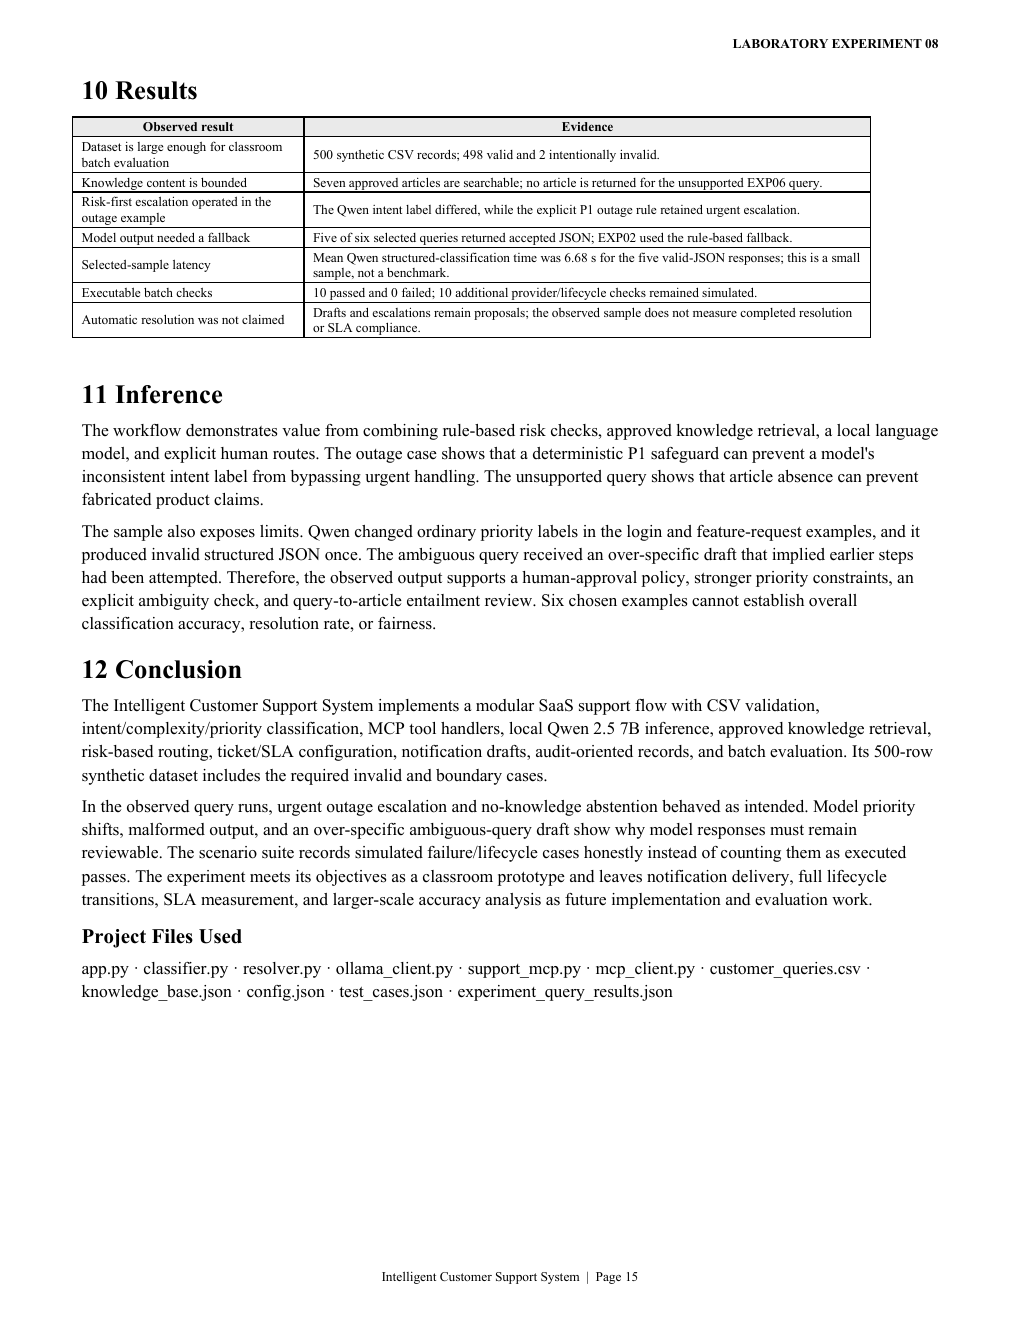 LABORATORY EXPERIMENT 08
10 Results
Observed result
Evidence
Dataset is large enough for classroom
batch evaluation
500 synthetic CSV records; 498 valid and 2 intentionally invalid.
Knowledge content is bounded
Seven approved articles are searchable; no article is returned for the unsupported EXP06 query.
Risk-first escalation operated in the
outage example
The Qwen intent label differed, while the explicit P1 outage rule retained urgent escalation.
Model output needed a fallback
Five of six selected queries returned accepted JSON; EXP02 used the rule-based fallback.
Selected-sample latency
Mean Qwen structured-classification time was 6.68 s for the five valid-JSON responses; this is a small
sample, not a benchmark.
Executable batch checks
10 passed and 0 failed; 10 additional provider/lifecycle checks remained simulated.
Automatic resolution was not claimed
Drafts and escalations remain proposals; the observed sample does not measure completed resolution
or SLA compliance.
11 Inference
The workflow demonstrates value from combining rule-based risk checks, approved knowledge retrieval, a local language
model, and explicit human routes. The outage case shows that a deterministic P1 safeguard can prevent a model's
inconsistent intent label from bypassing urgent handling. The unsupported query shows that article absence can prevent
fabricated product claims.
The sample also exposes limits. Qwen changed ordinary priority labels in the login and feature-request examples, and it
produced invalid structured JSON once. The ambiguous query received an over-specific draft that implied earlier steps
had been attempted. Therefore, the observed output supports a human-approval policy, stronger priority constraints, an
explicit ambiguity check, and query-to-article entailment review. Six chosen examples cannot establish overall
classification accuracy, resolution rate, or fairness.
12 Conclusion
The Intelligent Customer Support System implements a modular SaaS support flow with CSV validation,
intent/complexity/priority classification, MCP tool handlers, local Qwen 2.5 7B inference, approved knowledge retrieval,
risk-based routing, ticket/SLA configuration, notification drafts, audit-oriented records, and batch evaluation. Its 500-row
synthetic dataset includes the required invalid and boundary cases.
In the observed query runs, urgent outage escalation and no-knowledge abstention behaved as intended. Model priority
shifts, malformed output, and an over-specific ambiguous-query draft show why model responses must remain
reviewable. The scenario suite records simulated failure/lifecycle cases honestly instead of counting them as executed
passes. The experiment meets its objectives as a classroom prototype and leaves notification delivery, full lifecycle
transitions, SLA measurement, and larger-scale accuracy analysis as future implementation and evaluation work.
Project Files Used
app.py · classifier.py · resolver.py · ollama_client.py · support_mcp.py · mcp_client.py · customer_queries.csv ·
knowledge_base.json · config.json · test_cases.json · experiment_query_results.json
Intelligent Customer Support System | Page 15